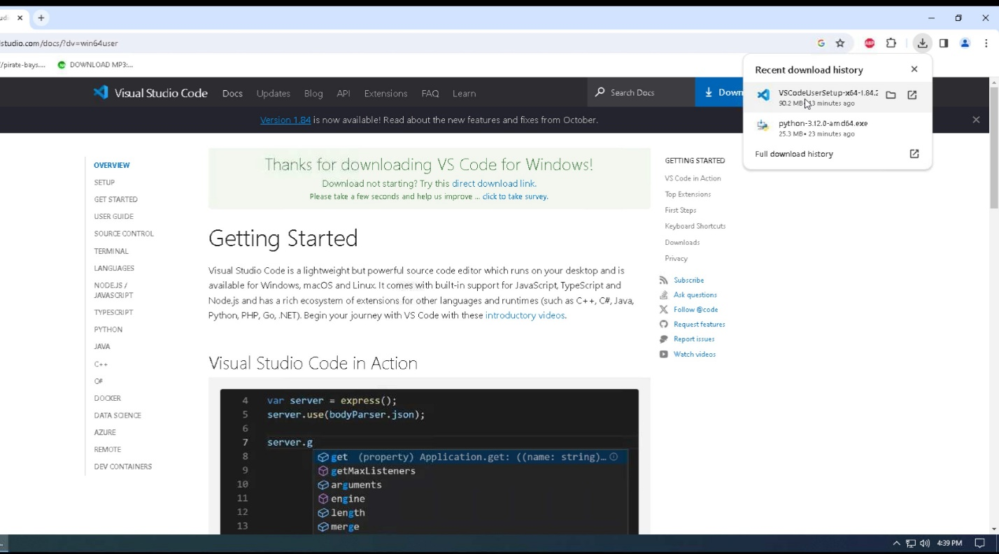 lstudio.com/docs/?dv=win64user
/pirate-bays....
DOWNLOAD MP3:...
Recent download history
VSCodeUserSetup-x64-1.84.2
90.2 MB • 13 minutes ago
python-3.12.0-amd64.exe
25.3 MB • 23 minutes ago
Full download history
Visual Studio Code
Docs
Updates
Blog
API
Extensions
FAQ
Learn
Search Docs
Down
Version 1.84 is now available! Read about the new features and fixes from October.
OVERVIEW
SETUP
GET STARTED
USER GUIDE
SOURCE CONTROL
TERMINAL
LANGUAGES
NODE.JS /
JAVASCRIPT
TYPESCRIPT
PYTHON
JAVA
C++
C#
DOCKER
DATA SCIENCE
AZURE
REMOTE
DEV CONTAINERS
Thanks for downloading VS Code for Windows!
Download not starting? Try this direct download link.
Please take a few seconds and help us improve ... click to take survey.
Getting Started
Visual Studio Code is a lightweight but powerful source code editor which runs on your desktop and is
available for Windows, macOS and Linux. It comes with built-in support for JavaScript, TypeScript and
Node.js and has a rich ecosystem of extensions for other languages and runtimes (such as C++, C#, Java,
Python, PHP, Go, .NET). Begin your journey with VS Code with these introductory videos.
Visual Studio Code in Action
4 var server = express();
5 server.use(bodyParser.json);
6
7 server.g
8 get (property) Application.get: ((name: string)…
9 getMaxListeners
10 arguments
11 engine
12 length
13 merge
GETTING STARTED
VS Code in Action
Top Extensions
First Steps
Keyboard Shortcuts
Downloads
Privacy
Subscribe
Ask questions
Follow @code
Request features
Report issues
Watch videos
4:39 PM